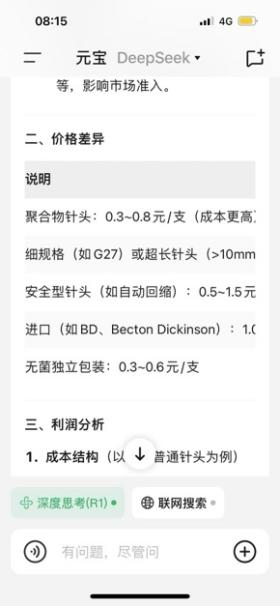 08:15
4G
元宝 DeepSeek
等，影响市场准入。
二、价格差异
说明
聚合物针头：0.3~0.8元/支（成本更高）
细规格（如G27）或超长针头（>10mm
安全型针头（如自动回缩）：0.5~1.5元
进口（如BD、Becton Dickinson）：1.0
无菌独立包装：0.3~0.6元/支
三、利润分析
1. 成本结构（以 普通针头为例）
深度思考(R1)
联网搜索
有问题，尽管问